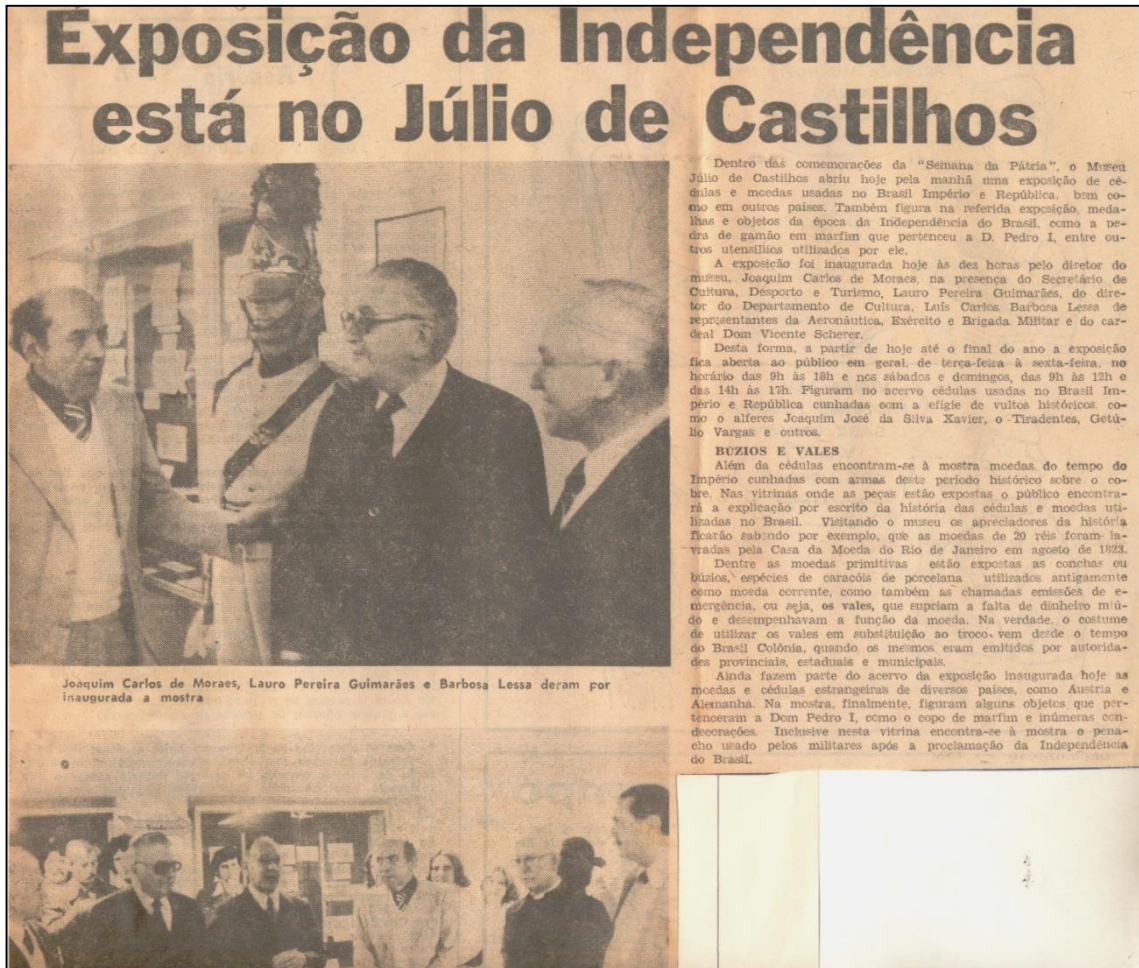 Exposição da Independência
está no Júlio de Castilhos
Dentro das comemorações da "Semana da Pátria", o Museu
Júlio de Castilhos abriu hoje pela manhã uma exposição de cé-
dulas e moedas usadas no Brasil Império e República, bem co-
mo em outros países. Também figura na referida exposição, meda-
lhas e objetos da época da Independência do Brasil, como a pe-
dra de gamão em marfim que pertenceu a D. Pedro I, entre ou-
tros utensílios utilizados por ele.
A exposição foi inaugurada hoje às dez horas pelo diretor do
museu, Joaquim Carlos de Moraes, na presença do Secretário de
Cultura, Desporto e Turismo, Lauro Pereira Guimarães, do dire-
tor do Departamento de Cultura, Luís Carlos Barbosa Lessa de
representantes da Aeronáutica, Exército e Brigada Militar e do car-
deal Dom Vicente Scherer.
Desta forma, a partir de hoje até o final do ano a exposição
fica aberta ao público em geral, de terça-feira à sexta-feira, no
horário das 9h às 18h e nos sábados e domingos, das 9h às 12h e
das 14h às 17h. Figuram no acervo cédulas usadas no Brasil Im-
pério e República cunhadas com a efígie de vultos históricos co-
mo o alferes Joaquim José da Silva Xavier, o Tiradentes, Getú-
lio Vargas e outros.
BÚZIOS E VALES
Além da cédulas encontram-se à mostra moedas do tempo do
Império cunhadas com armas deste período histórico sobre o co-
bre. Nas vitrinas onde as peças estão expostas o público encontra-
rá a explicação por escrito da história das cédulas e moedas uti-
lizadas no Brasil. Visitando o museu os apreciadores da história
ficarão sabendo por exemplo, que as moedas de 20 réis foram la-
vradas pela Casa da Moeda do Rio de Janeiro em agosto de 1823.
Dentre as moedas primitivas estão expostas as conchas ou
búzios, espécies de caracóis de porcelana utilizados antigamente
como moeda corrente, como também as chamadas emissões de e-
mergência, ou seja, os vales, que supriam a falta de dinheiro miú-
do e desempenhavam a função da moeda. Na verdade, o costume
de utilizar os vales em substituição ao troco vem desde o tempo
do Brasil Colônia, quando os mesmos eram emitidos por autorida-
des provinciais, estaduais e municipais.
Ainda fazem parte do acervo da exposição inaugurada hoje as
moedas e cédulas estrangeiras de diversos países, como Áustria e
Alemanha. Na mostra, finalmente, figuram alguns objetos que per-
tenceram a Dom Pedro I, como o copo de marfim e inúmeras con-
decorações. Inclusive nesta vitrina encontra-se à mostra o pena-
cho usado pelos militares após a proclamação da Independência
do Brasil.
Joaquim Carlos de Moraes, Lauro Pereira Guimarães e Barbosa Lessa deram por
inaugurada a mostra